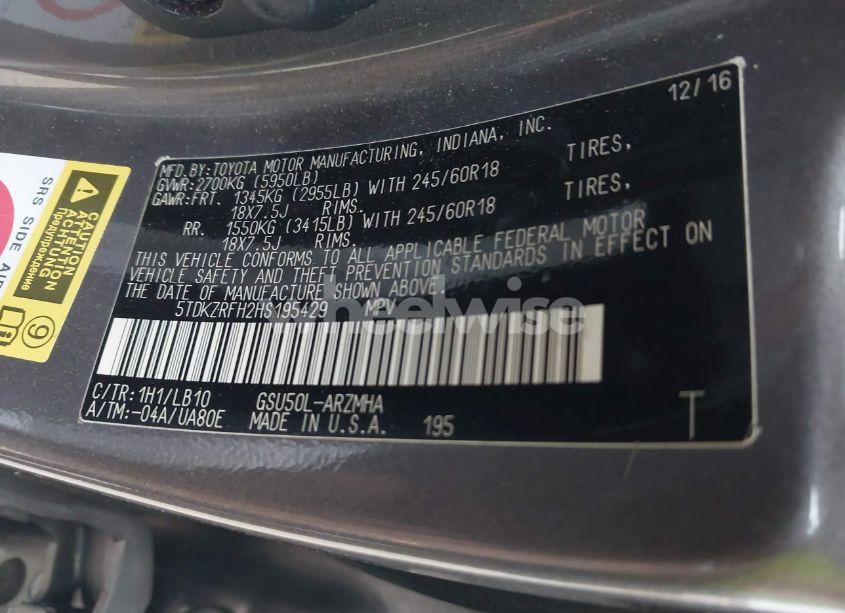 12/16
MFD.BY:TOYOTA MOTOR MANUFACTURING, INDIANA, INC.
GVWR:2700KG (5950LB)
GAWR:FRT. 1345KG (2955LB) WITH 245/60R18 TIRES,
18X7.5J RIMS.
RR. 1550KG (3415LB) WITH 245/60R18 TIRES,
18X7.5J RIMS.
THIS VEHICLE CONFORMS TO ALL APPLICABLE FEDERAL MOTOR
VEHICLE SAFETY AND THEFT PREVENTION STANDARDS IN EFFECT ON
THE DATE OF MANUFACTURE SHOWN ABOVE.
5TDKZRFH2HS195429 MPV
C/TR:1H1/LB10 GSU50L-ARZMHA
A/TM:-04A/UA80E MADE IN U.S.A. 195 T
SRS SIDE
CAUTION
ACHTUNG
ATTENTION
Предупреждение
9
heelwise